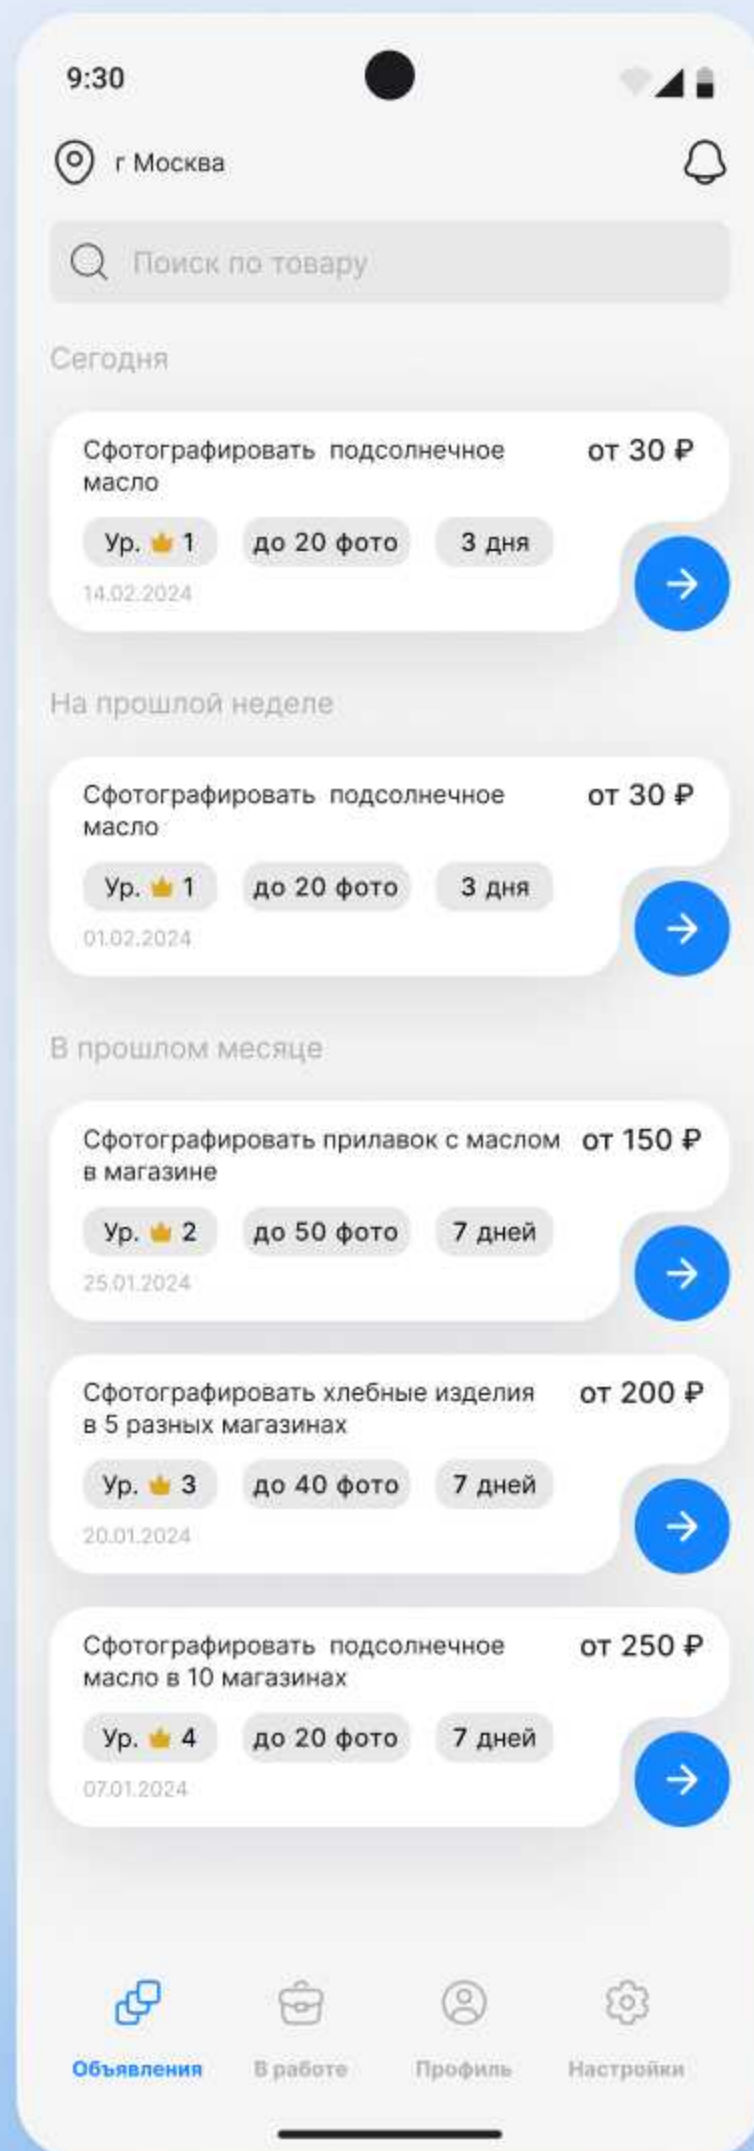 9:30
г Москва
Поиск по товару
Сегодня
Сфотографировать подсолнечное
масло
от 30 ₽
Ур. 1
до 20 фото
3 дня
14.02.2024
На прошлой неделе
Сфотографировать подсолнечное
масло
от 30 ₽
Ур. 1
до 20 фото
3 дня
01.02.2024
В прошлом месяце
Сфотографировать прилавок с маслом
в магазине
от 150 ₽
Ур. 2
до 50 фото
7 дней
25.01.2024
Сфотографировать хлебные изделия
в 5 разных магазинах
от 200 ₽
Ур. 3
до 40 фото
7 дней
20.01.2024
Сфотографировать подсолнечное
масло в 10 магазинах
от 250 ₽
Ур. 4
до 20 фото
7 дней
07.01.2024
Объявления
В работе
Профиль
Настройки